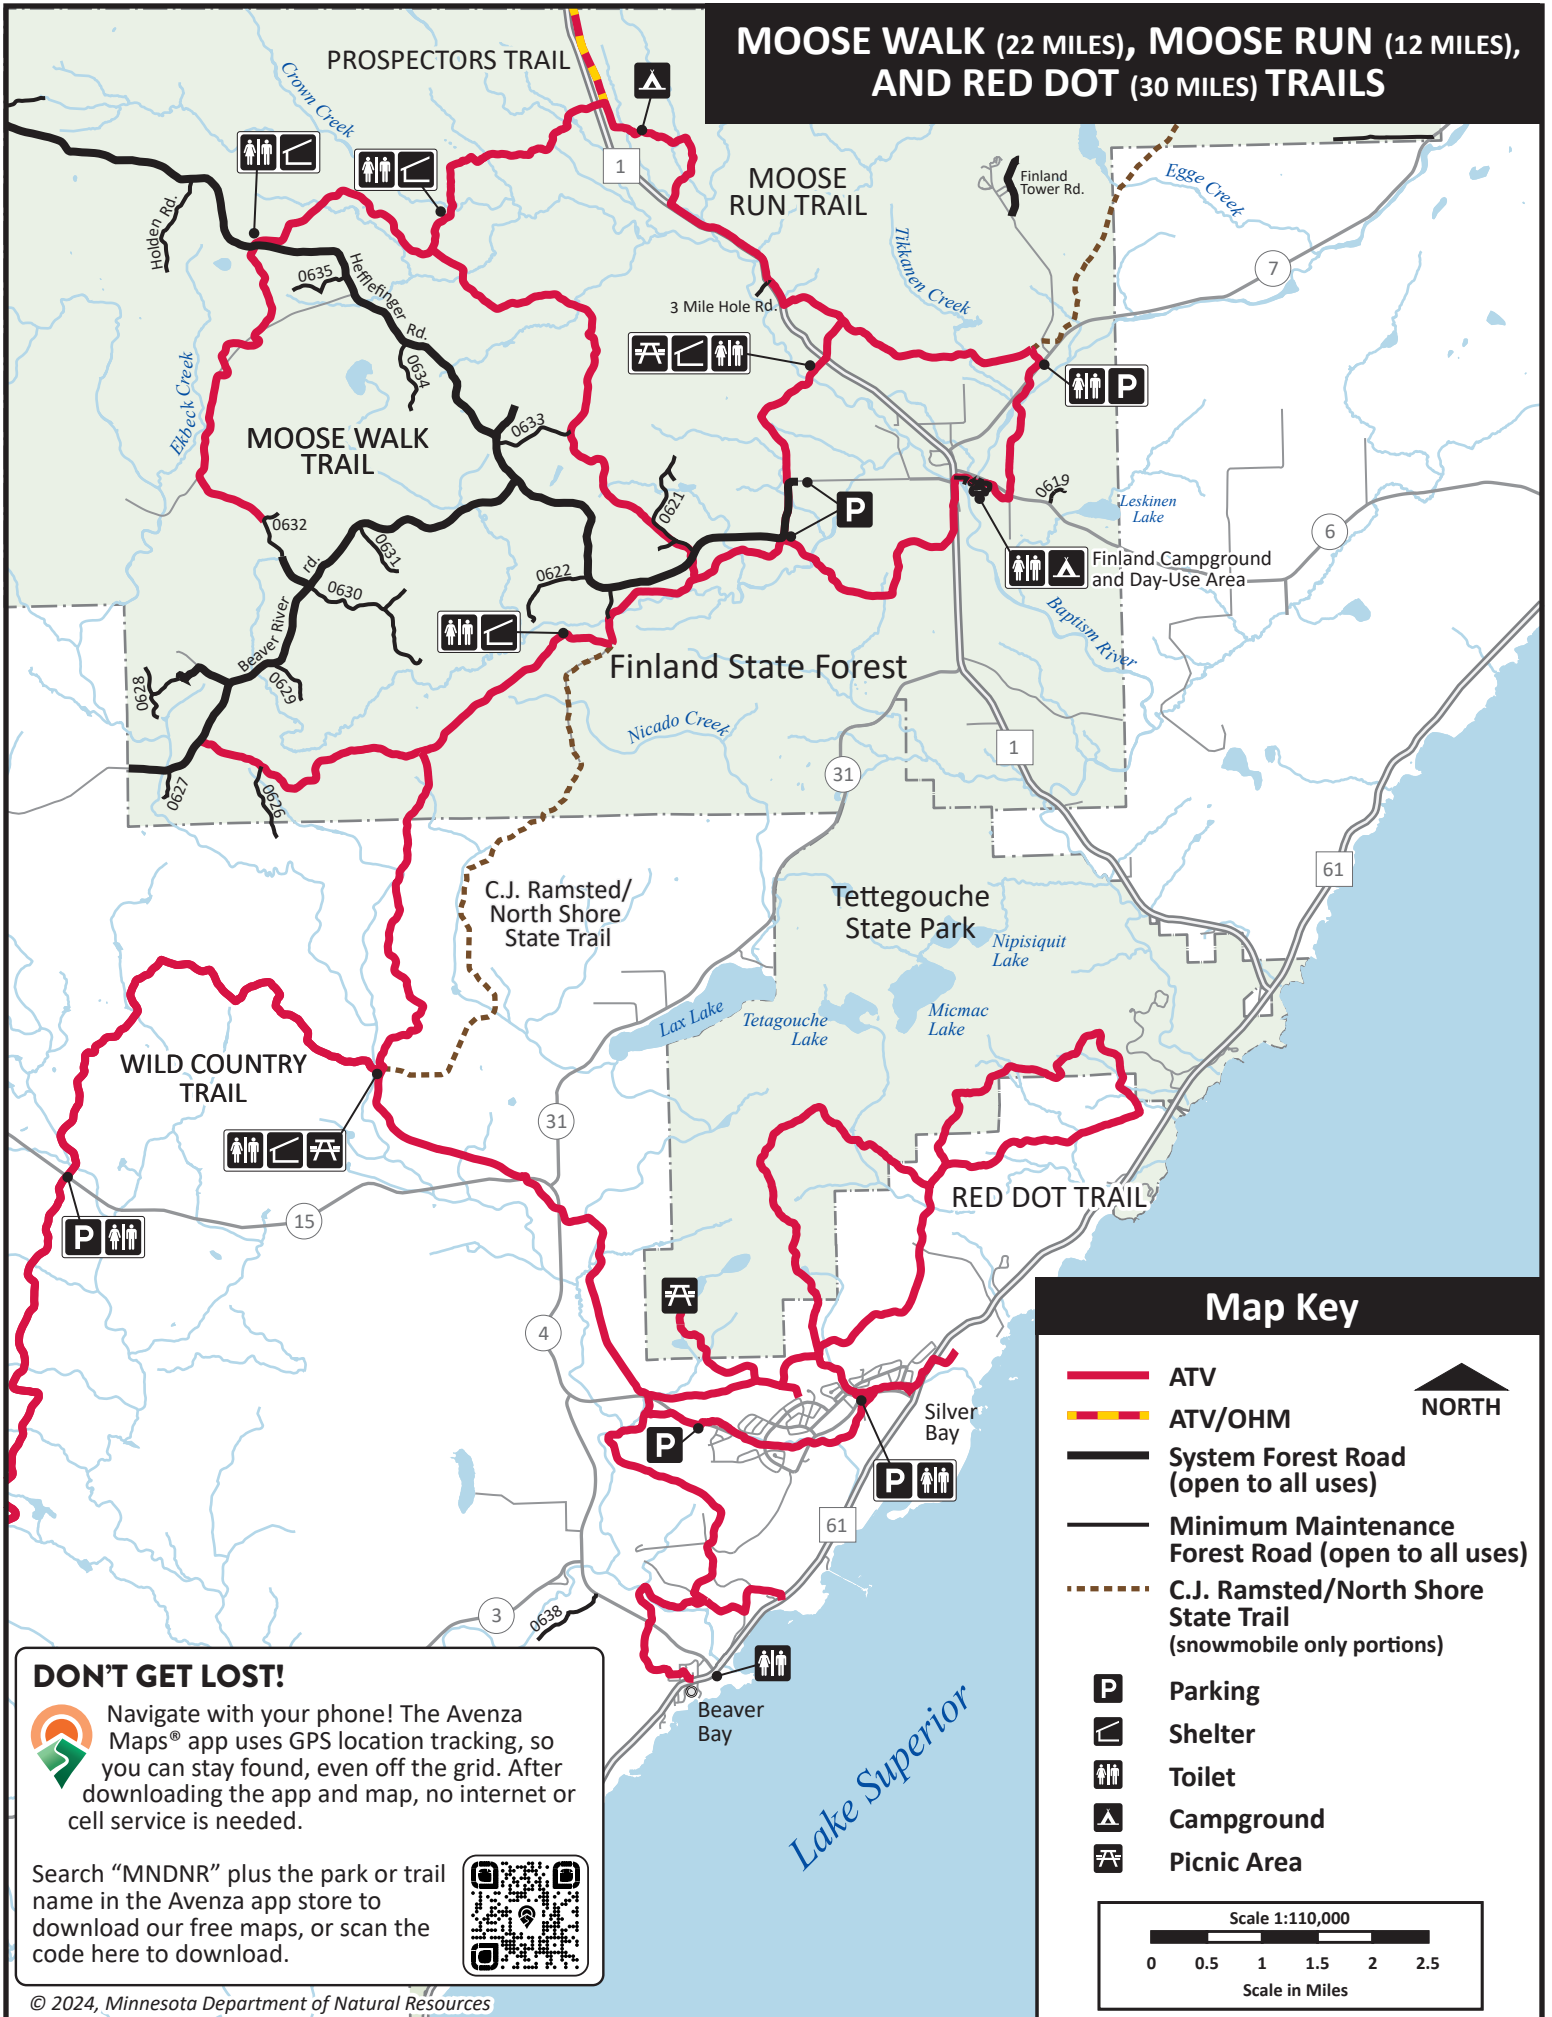 MOOSE WALK (22 MILES), MOOSE RUN (12 MILES),
AND RED DOT (30 MILES) TRAILS
PROSPECTORS TRAIL
Crown Creek
1
MOOSE
RUN TRAIL
Finland
Tower Rd.
Egge Creek
7
Tikkanen Creek
Holden Rd.
0635
Hefflefinger Rd.
3 Mile Hole Rd.
0634
Ekbeck Creek
P
MOOSE WALK
TRAIL
0633
0621
P
0619
Leskinen
Lake
6
0632
0631
0622
0630
Beaver River rd.
Finland Campground
and Day-Use Area
Baptism River
0628
0629
Finland State Forest
Nicado Creek
1
31
0627
0626
61
C.J. Ramsted/
North Shore
State Trail
Tettegouche
State Park
Nipisiquit
Lake
Lax Lake
Tetagouche
Lake
Micmac
Lake
WILD COUNTRY
TRAIL
31
RED DOT TRAIL
15
P
4
Silver
Bay
P
P
61
3
0638
Beaver
Bay
Lake Superior
Map Key
ATV
NORTH
ATV/OHM
System Forest Road
(open to all uses)
Minimum Maintenance
Forest Road (open to all uses)
C.J. Ramsted/North Shore
State Trail
(snowmobile only portions)
P
Parking
Shelter
Toilet
Campground
Picnic Area
Scale 1:110,000
0 0.5 1 1.5 2 2.5
Scale in Miles
DON'T GET LOST!
Navigate with your phone! The Avenza
Maps® app uses GPS location tracking, so
you can stay found, even off the grid. After
downloading the app and map, no internet or
cell service is needed.
Search “MNDNR” plus the park or trail
name in the Avenza app store to
download our free maps, or scan the
code here to download.
© 2024, Minnesota Department of Natural Resources